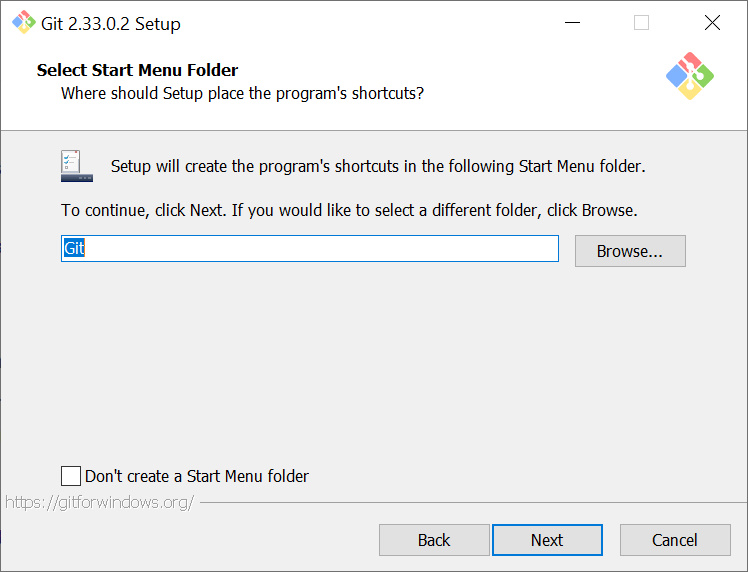 Git 2.33.0.2 Setup
Select Start Menu Folder
Where should Setup place the program's shortcuts?
Setup will create the program's shortcuts in the following Start Menu folder.
To continue, click Next. If you would like to select a different folder, click Browse.
Git
Browse...
Don't create a Start Menu folder
https://gitforwindows.org/
Back
Next
Cancel